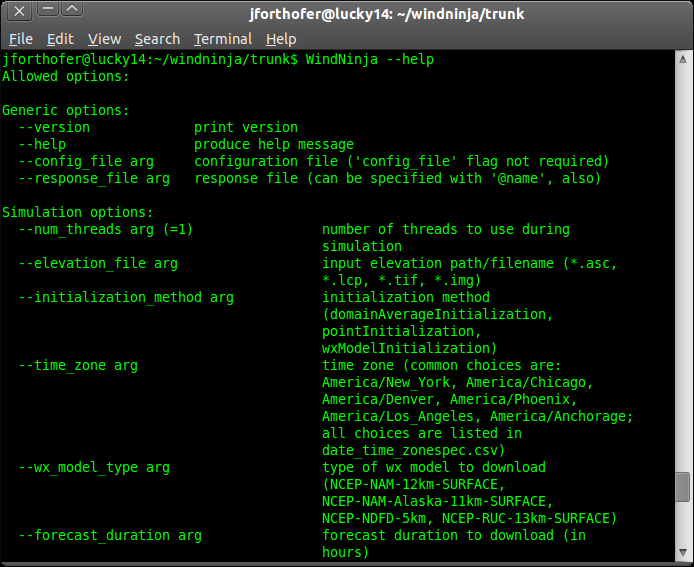 jforthofer@lucky14: ~/windninja/trunk
File Edit View Search Terminal Help
jforthofer@lucky14:~/windninja/trunk$ WindNinja --help
Allowed options:
Generic options:
--version print version
--help produce help message
--config_file arg configuration file ('config_file' flag not required)
--response_file arg response file (can be specified with '@name', also)
Simulation options:
--num_threads arg (=1) number of threads to use during
simulation
--elevation_file arg input elevation path/filename (*.asc,
*.lcp, *.tif, *.img)
--initialization_method arg initialization method
(domainAverageInitialization,
pointInitialization,
wxModelInitialization)
--time_zone arg time zone (common choices are:
America/New_York, America/Chicago,
America/Denver, America/Phoenix,
America/Los_Angeles, America/Anchorage;
all choices are listed in
date_time_zonespec.csv)
--wx_model_type arg type of wx model to download
(NCEP-NAM-12km-SURFACE,
NCEP-NAM-Alaska-11km-SURFACE,
NCEP-NDFD-5km, NCEP-RUC-13km-SURFACE)
--forecast_duration arg forecast duration to download (in
hours)